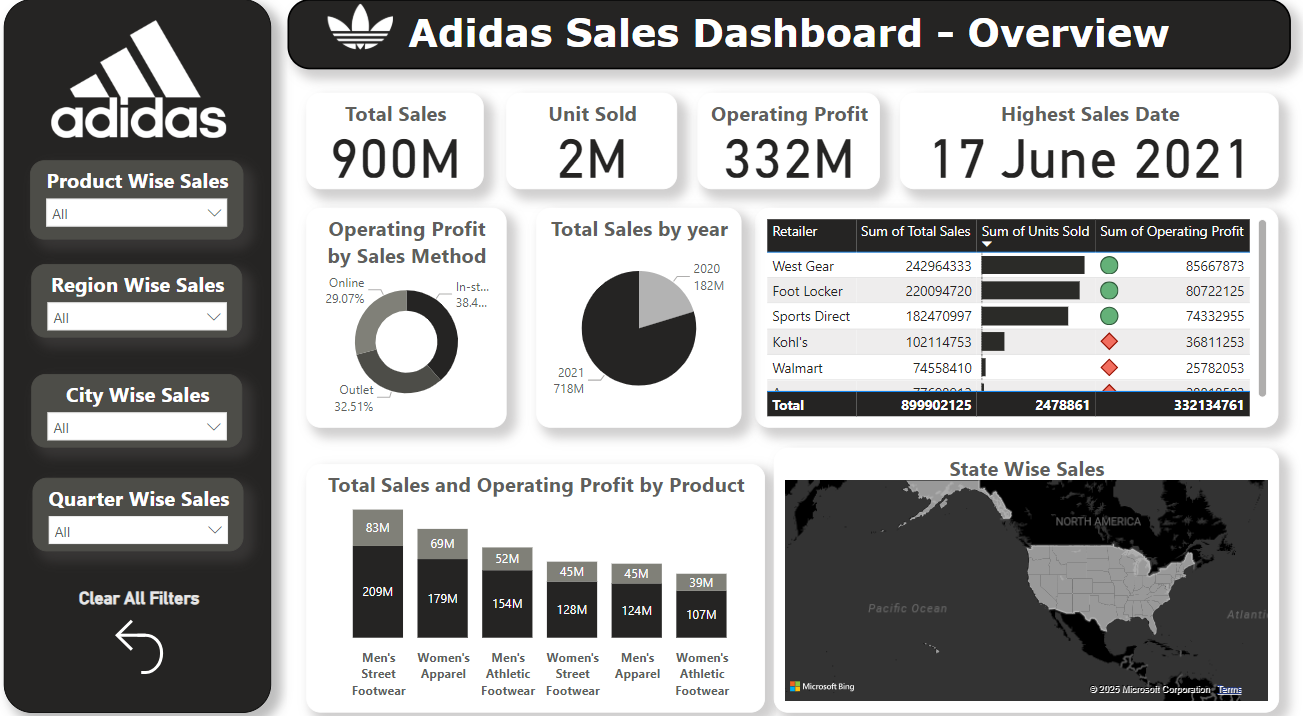 adidas
Product Wise Sales
All
Region Wise Sales
All
City Wise Sales
All
Quarter Wise Sales
All
Clear All Filters
Adidas Sales Dashboard - Overview
Total Sales
900M
Unit Sold
2M
Operating Profit
332M
Highest Sales Date
17 June 2021
Operating Profit
by Sales Method
Online
29.07%
In-st...
38.4...
Outlet
32.51%
Total Sales by year
2020
182M
2021
718M
Retailer Sum of Total Sales Sum of Units Sold Sum of Operating Profit
West Gear 242964333 85667873
Foot Locker 220094720 80722125
Sports Direct 182470997 74332955
Kohl's 102114753 36811253
Walmart 74558410 25782053
Total 899902125 2478861 332134761
Total Sales and Operating Profit by Product
83M 69M 52M 45M 45M 39M
209M 179M 154M 128M 124M 107M
Men's
Street
Footwear
Women's
Apparel
Men's
Athletic
Footwear
Women's
Street
Footwear
Men's
Apparel
Women's
Athletic
Footwear
State Wise Sales
NORTH AMERICA
Pacific Ocean
Atlantic
Microsoft Bing
© 2025 Microsoft Corporation Terms